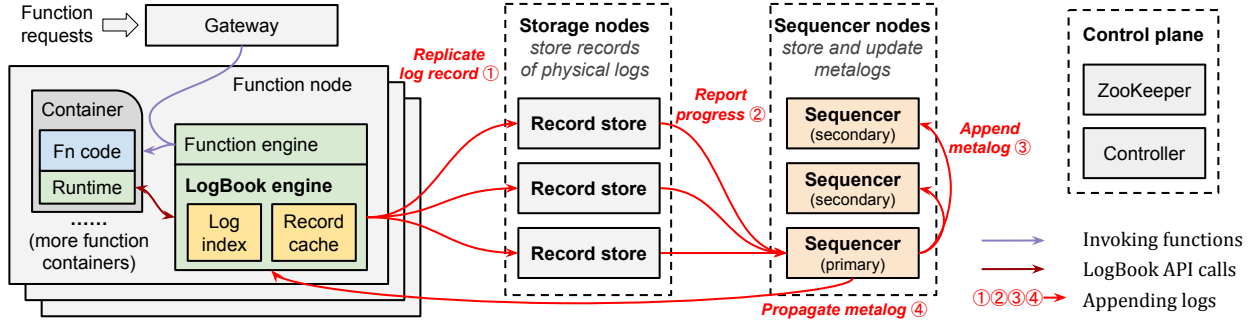 Function
requests
Gateway
Function node
Container
Fn code
Runtime
......
(more function
containers)
Function engine
LogBook engine
Log
index
Record
cache
Replicate
log record ①
Storage nodes
store records
of physical logs
Record store
Record store
Record store
Report
progress ②
Sequencer nodes
store and update
metalogs
Sequencer
(secondary)
Sequencer
(secondary)
Sequencer
(primary)
Append
metalog ③
Propagate metalog ④
Control plane
ZooKeeper
Controller
Invoking functions
LogBook API calls
①②③④ Appending logs